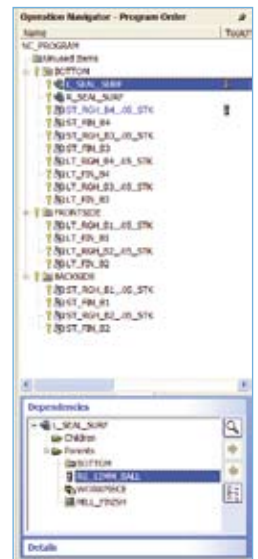 Operation Navigator - Program Order
Name
NC_PROGRAM
Unused Items
BOTTOM
L_SEAL_SURF
R_SEAL_SURF
ST_RGH_B4_.05_STK
ST_FIN_B4
ST_RGH_B3_.05_STK
ST_FIN_B3
LT_RGH_B4_.05_STK
LT_FIN_B4
LT_RGH_B3_.05_STK
LT_FIN_B3
FRONTSIDE
LT_RGH_B1_.05_STK
LT_FIN_B1
LT_RGH_B2_.05_STK
LT_FIN_B2
BACKSIDE
ST_RGH_B1_.05_STK
ST_FIN_B1
ST_RGH_B2_.05_STK
ST_FIN_B2
Dependencies
L_SEAL_SURF
Children
Parents
BOTTOM
12MM_BALL
WORKPIECE
MILL_FINISH
Details